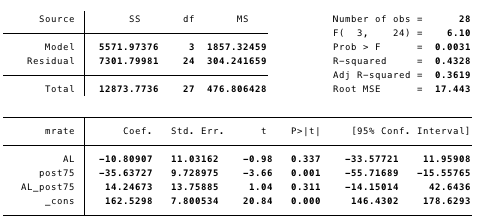 Source SS df MS Number of obs = 28
F( 3, 24) = 6.10
Model 5571.97376 3 1857.32459 Prob > F = 0.0031
Residual 7301.79981 24 304.241659 R-squared = 0.4328
Adj R-squared = 0.3619
Total 12873.7736 27 476.806428 Root MSE = 17.443
mrate Coef. Std. Err. t P>|t| [95% Conf. Interval]
AL -10.80907 11.03162 -0.98 0.337 -33.57721 11.95908
post75 -35.63727 9.728975 -3.66 0.001 -55.71689 -15.55765
AL_post75 14.24673 13.75885 1.04 0.311 -14.15014 42.6436
_cons 162.5298 7.800534 20.84 0.000 146.4302 178.6293